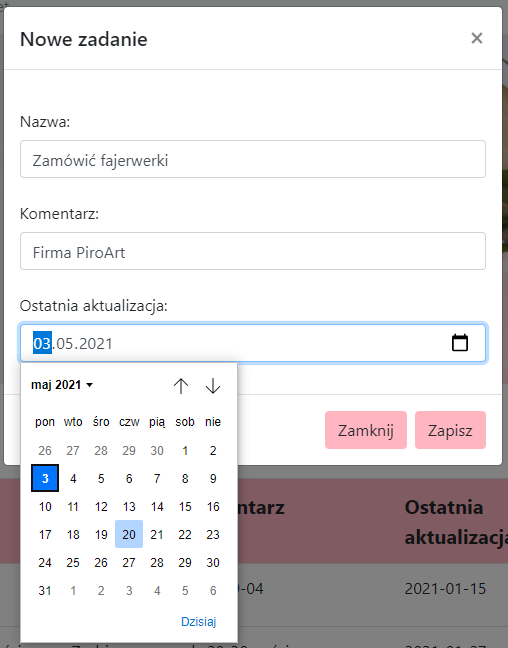 Nowe zadanie ×
Nazwa:
Zamówić fajerwerki
Komentarz:
Firma PiroArt
Ostatnia aktualizacja:
03.05.2021
maj 2021
pon wto śro czw pią sob nie
26 27 28 29 30 1 2
3 4 5 6 7 8 9
10 11 12 13 14 15 16
17 18 19 20 21 22 23
24 25 26 27 28 29 30
31 1 2 3 4 5 6
Dzisiaj
Zamknij Zapisz
ntarz Ostatnia
aktualizacja
-04 2021-01-15